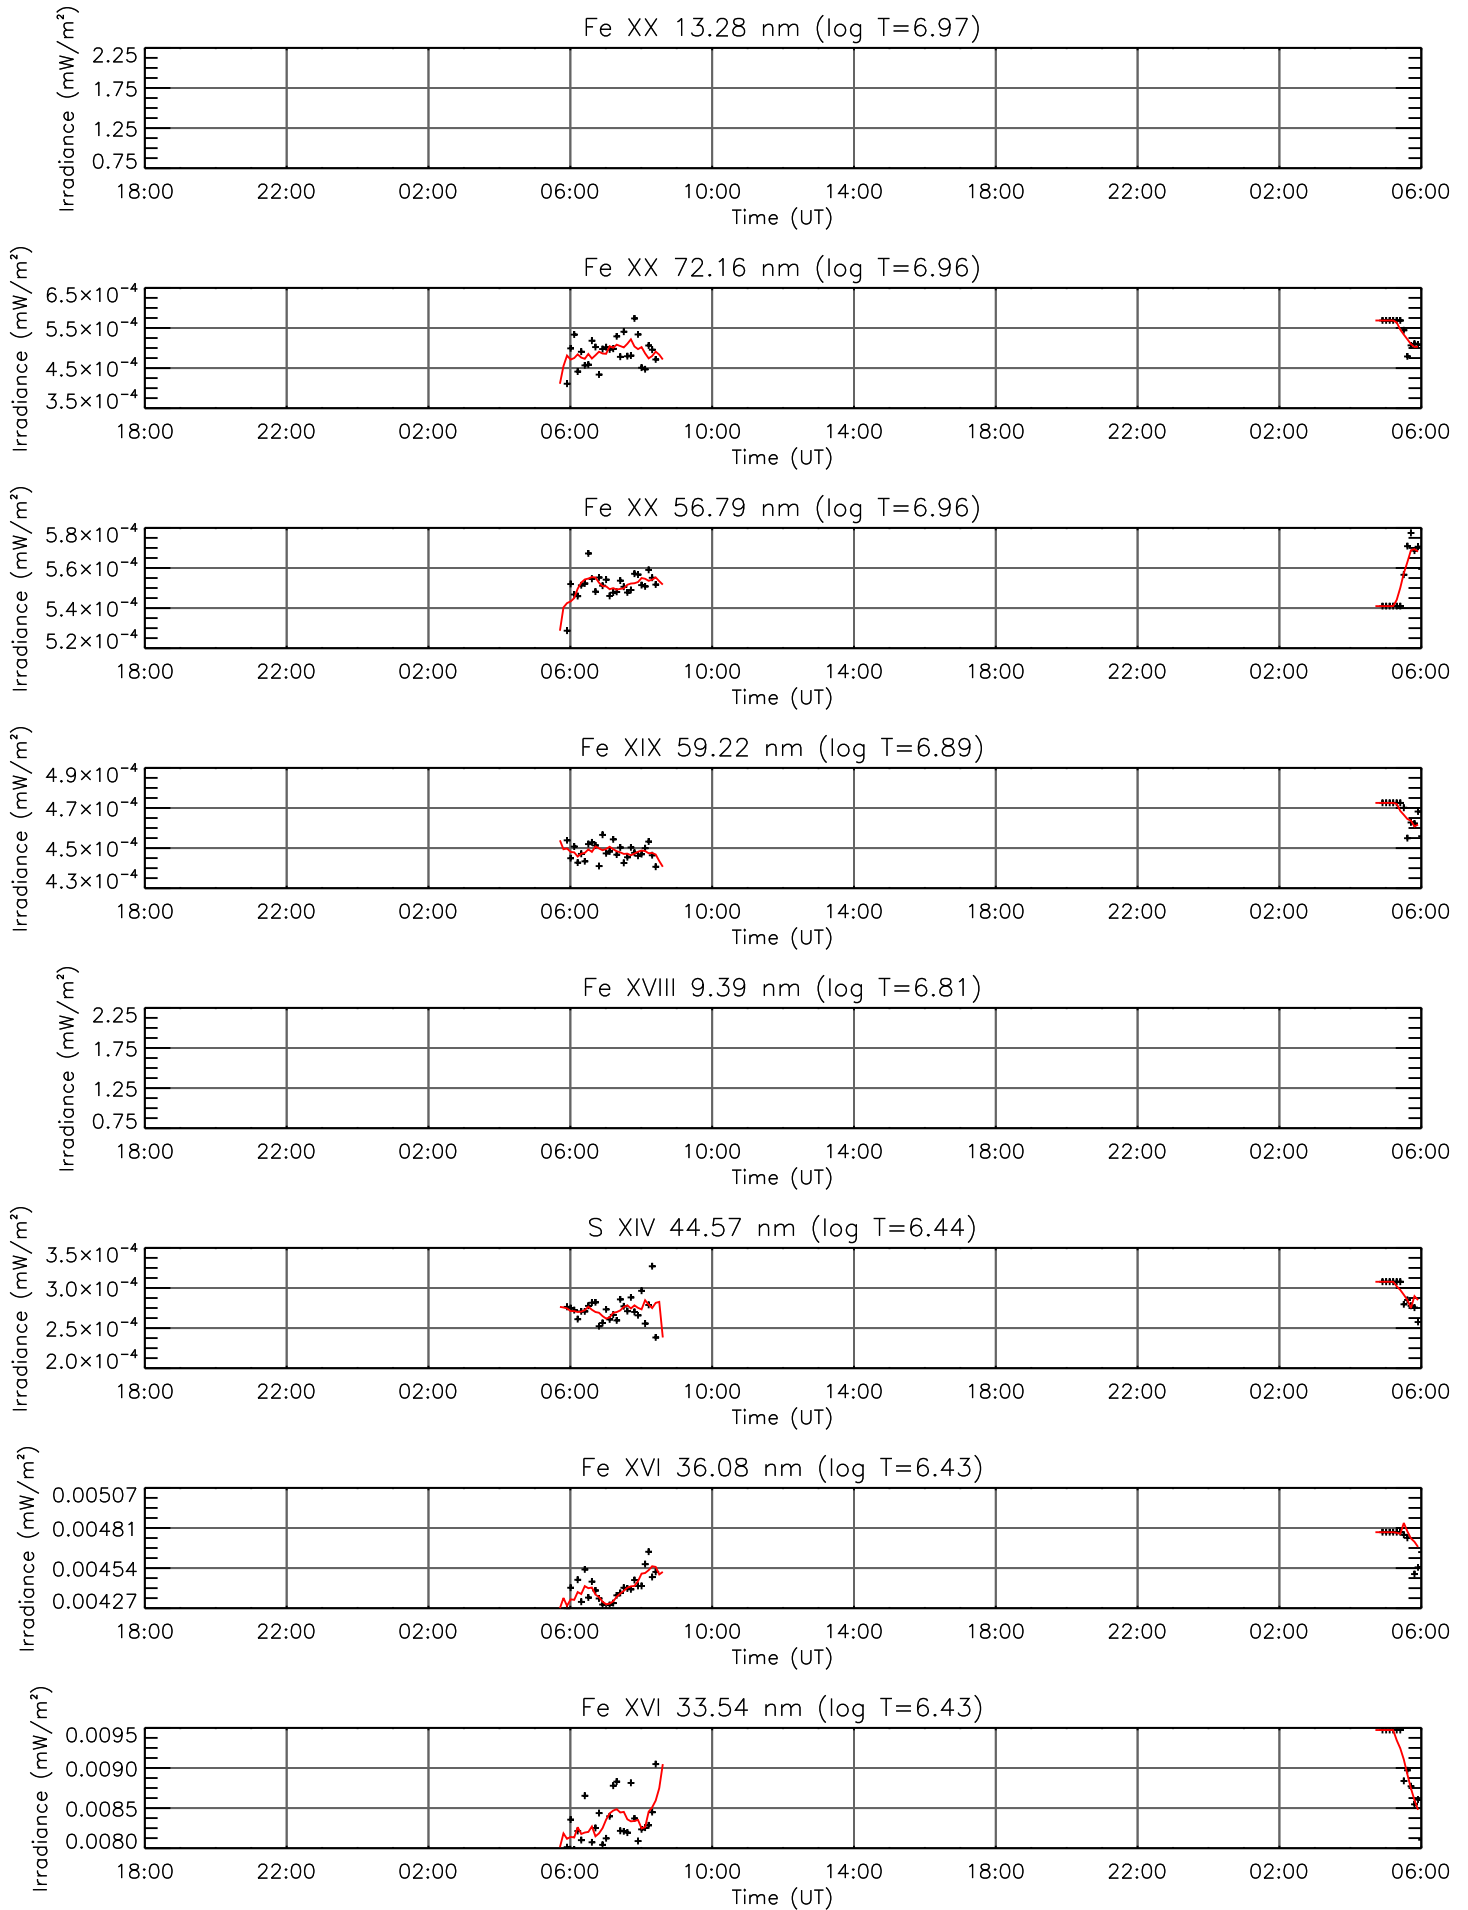 Fe XX 13.28 nm (log T=6.97)
Irradiance (mW/m²)
2.25
1.75
1.25
0.75
18:00 22:00 02:00 06:00 10:00 14:00 18:00 22:00 02:00 06:00
Time (UT)
Fe XX 72.16 nm (log T=6.96)
Irradiance (mW/m²)
6.5×10⁻⁴
5.5×10⁻⁴
4.5×10⁻⁴
3.5×10⁻⁴
18:00 22:00 02:00 06:00 10:00 14:00 18:00 22:00 02:00 06:00
Time (UT)
Fe XX 56.79 nm (log T=6.96)
Irradiance (mW/m²)
5.8×10⁻⁴
5.6×10⁻⁴
5.4×10⁻⁴
5.2×10⁻⁴
18:00 22:00 02:00 06:00 10:00 14:00 18:00 22:00 02:00 06:00
Time (UT)
Fe XIX 59.22 nm (log T=6.89)
Irradiance (mW/m²)
4.9×10⁻⁴
4.7×10⁻⁴
4.5×10⁻⁴
4.3×10⁻⁴
18:00 22:00 02:00 06:00 10:00 14:00 18:00 22:00 02:00 06:00
Time (UT)
Fe XVIII 9.39 nm (log T=6.81)
Irradiance (mW/m²)
2.25
1.75
1.25
0.75
18:00 22:00 02:00 06:00 10:00 14:00 18:00 22:00 02:00 06:00
Time (UT)
S XIV 44.57 nm (log T=6.44)
Irradiance (mW/m²)
3.5×10⁻⁴
3.0×10⁻⁴
2.5×10⁻⁴
2.0×10⁻⁴
18:00 22:00 02:00 06:00 10:00 14:00 18:00 22:00 02:00 06:00
Time (UT)
Fe XVI 36.08 nm (log T=6.43)
Irradiance (mW/m²)
0.00507
0.00481
0.00454
0.00427
18:00 22:00 02:00 06:00 10:00 14:00 18:00 22:00 02:00 06:00
Time (UT)
Fe XVI 33.54 nm (log T=6.43)
Irradiance (mW/m²)
0.0095
0.0090
0.0085
0.0080
18:00 22:00 02:00 06:00 10:00 14:00 18:00 22:00 02:00 06:00
Time (UT)